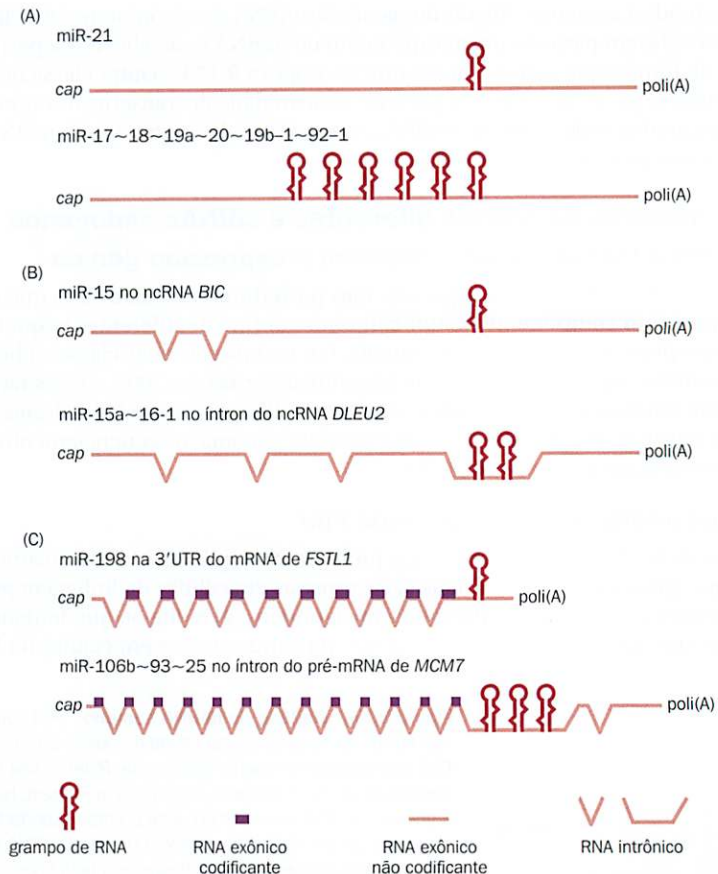 (A)
miR-21
cap poli(A)
miR-17~18~19a~20~19b-1~92-1
cap poli(A)
(B)
miR-15 no ncRNA BIC
cap poli(A)
miR-15a~16-1 no íntron do ncRNA DLEU2
cap poli(A)
(C)
miR-198 na 3′UTR do mRNA de FSTL1
cap poli(A)
miR-106b~93~25 no íntron do pré-mRNA de MCM7
cap poli(A)
grampo de RNA
RNA exônico
codificante
RNA exônico
não codificante
RNA intrônico